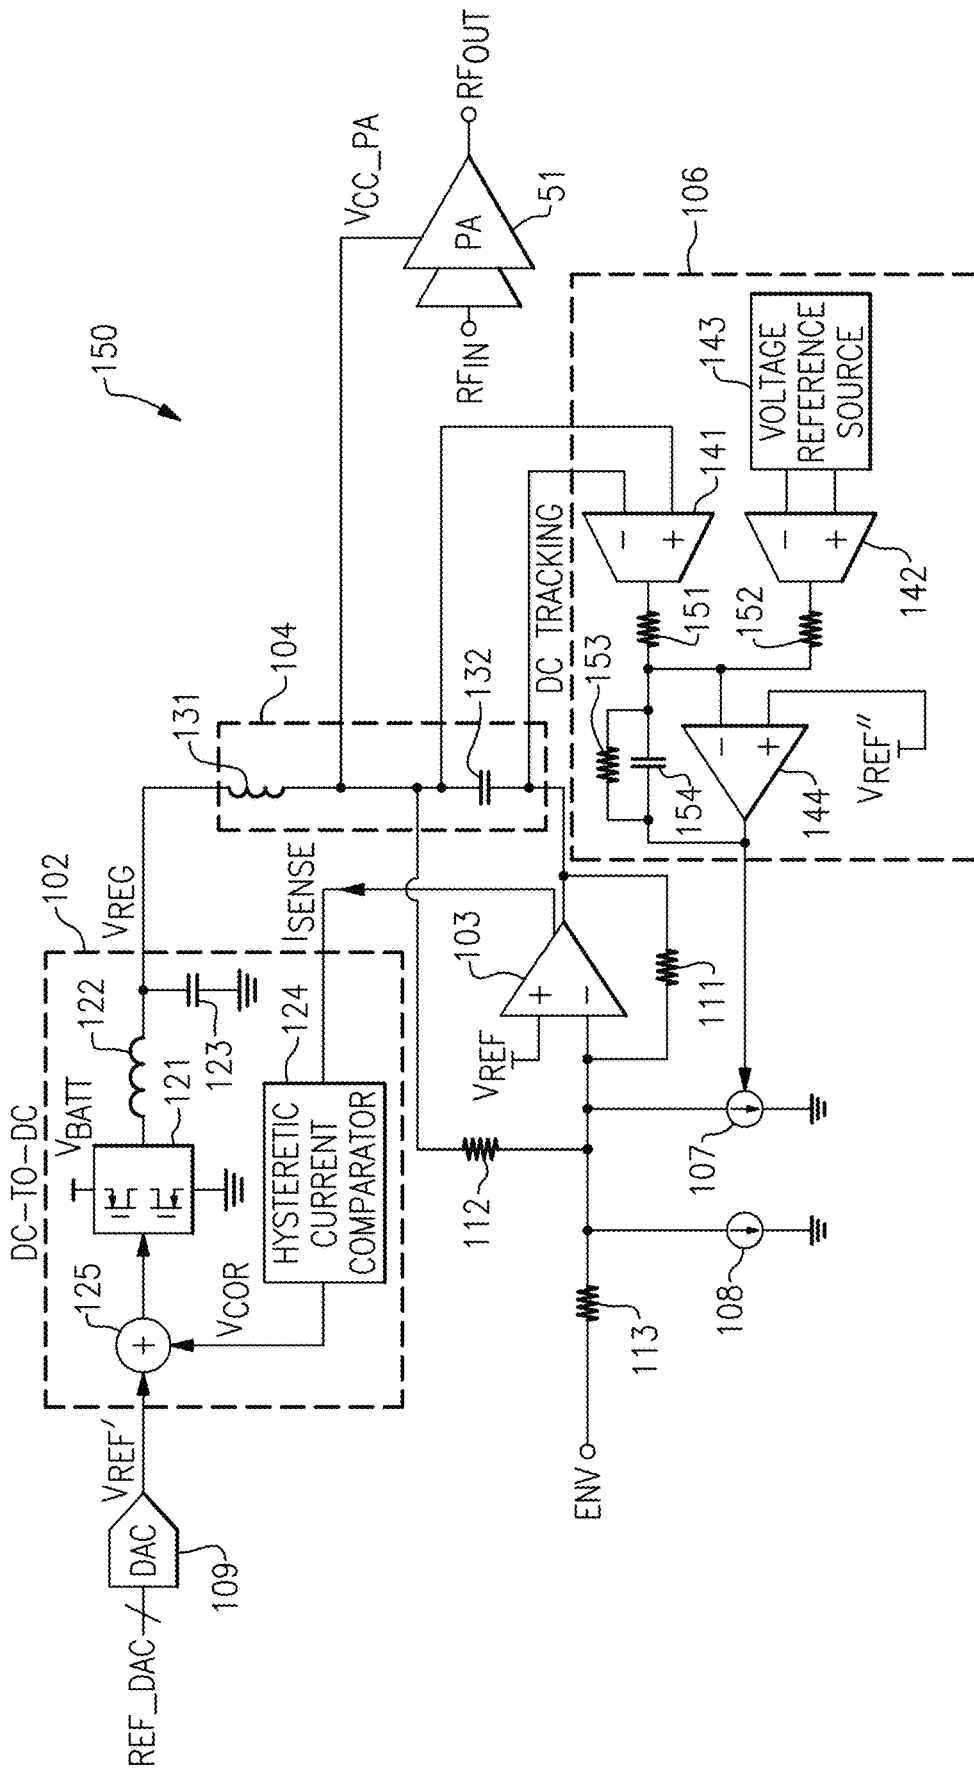 150
DC-TO-DC
102
VBATT
122
121
123
VREG
125
VREF'
REF_DAC
DAC
109
+
VCOR
124
HYSTERETIC
CURRENT
COMPARATOR
ISENSE
131
104
132
VCC_PA
RFOUT
PA
51
RFIN
103
VREF
+
−
111
112
113
ENV
107
108
DC TRACKING
106
143
VOLTAGE
REFERENCE
SOURCE
141
−
+
142
−
+
151
152
153
154
144
−
+
VREF"